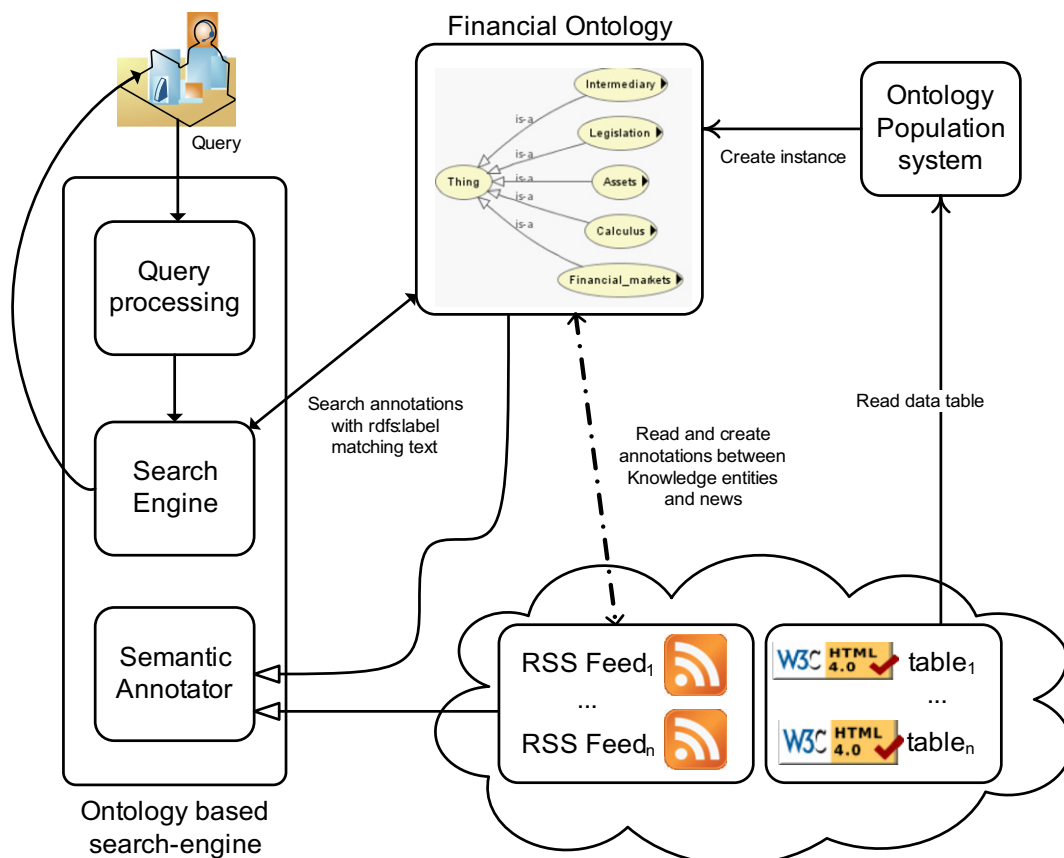 Financial Ontology
Query
Query
processing
Search
Engine
Semantic
Annotator
Ontology based
search-engine
Thing
is-a
is-a
is-a
is-a
is-a
Intermediary
Legislation
Assets
Calculus
Financial_markets
Ontology
Population
system
Create instance
Search annotations
with rdfs:label
matching text
Read and create
annotations between
Knowledge entities
and news
Read data table
RSS Feed1
...
RSS Feedn
W3C HTML 4.0 table1
...
W3C HTML 4.0 tablen